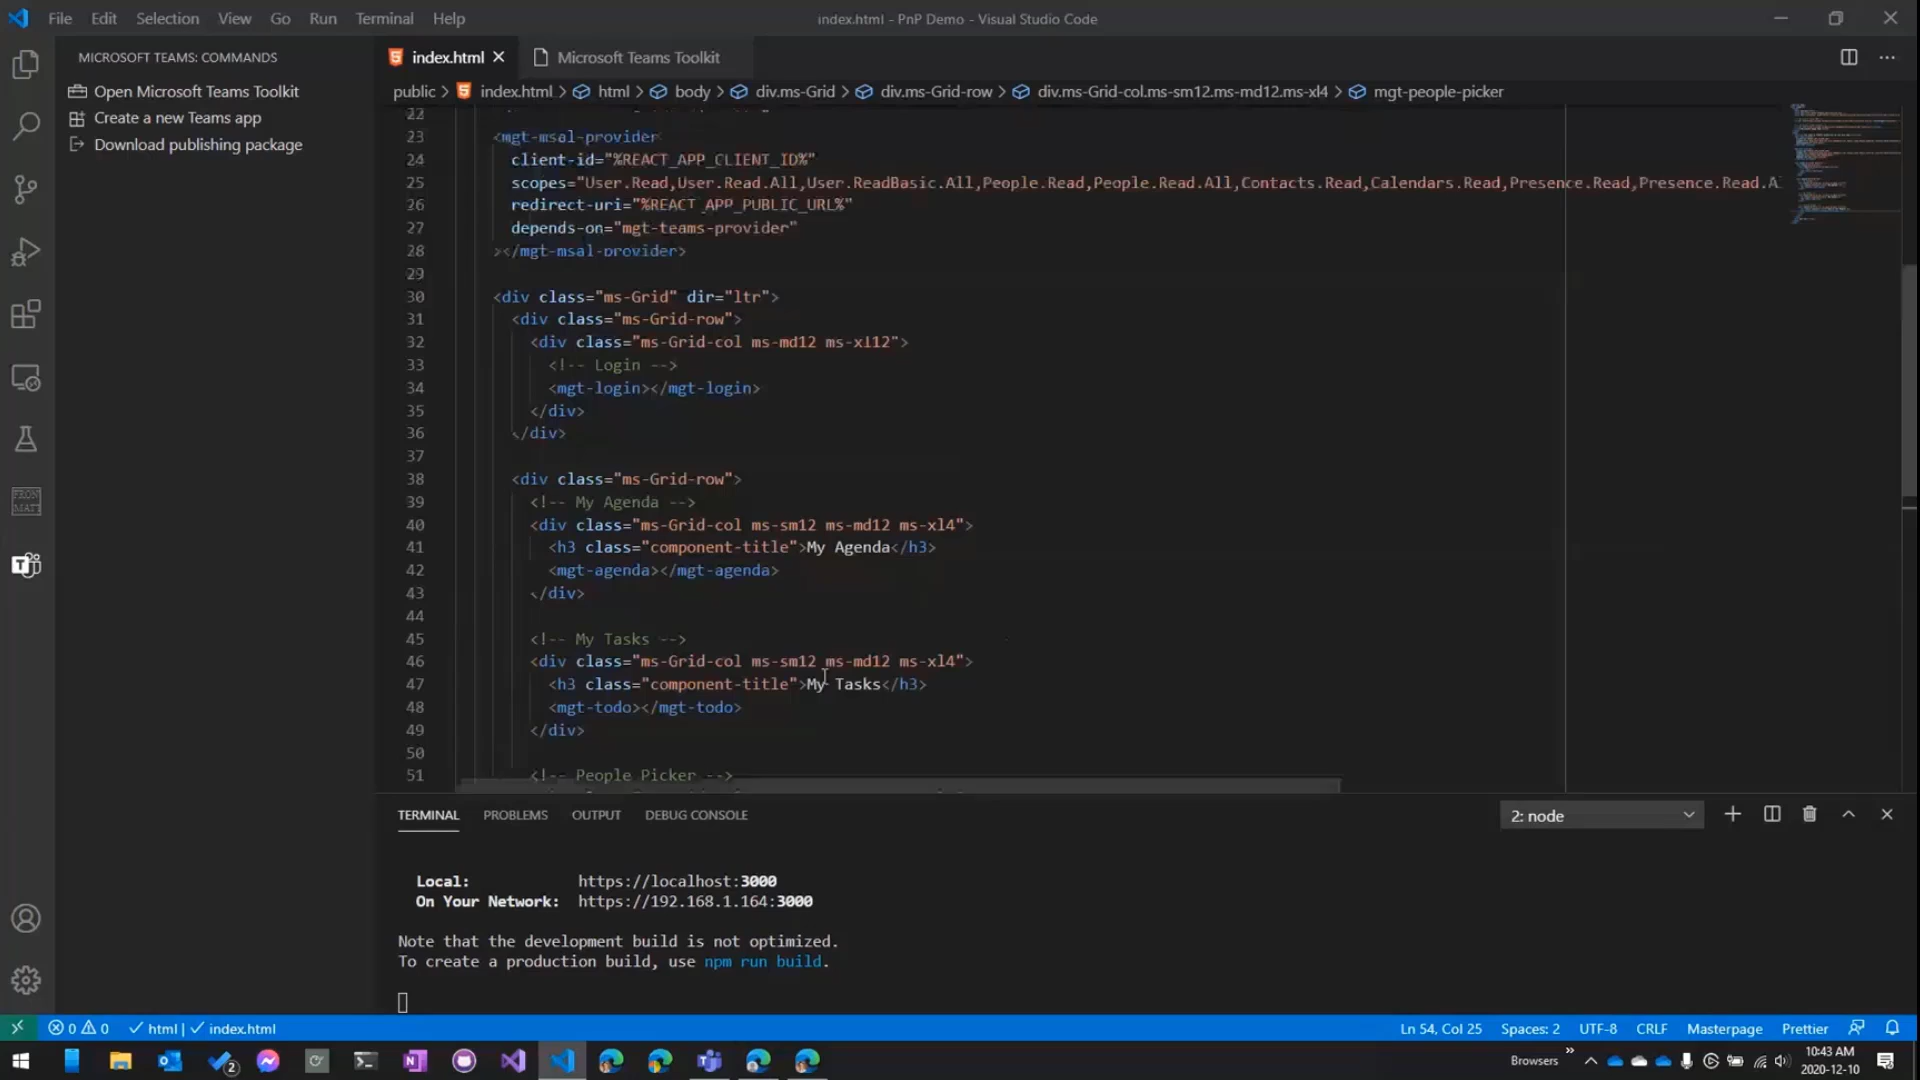 File Edit Selection View Go Run Terminal Help
index.html - PnP Demo - Visual Studio Code
MICROSOFT TEAMS: COMMANDS
Open Microsoft Teams Toolkit
Create a new Teams app
Download publishing package
index.html
Microsoft Teams Toolkit
public > index.html > html > body > div.ms-Grid > div.ms-Grid-row > div.ms-Grid-col.ms-sm12.ms-md12.ms-xl4 > mgt-people-picker
22
23 <mgt-msal-provider
24 client-id="%REACT_APP_CLIENT_ID%"
25 scopes="User.Read,User.Read.All,User.ReadBasic.All,People.Read,People.Read.All,Contacts.Read,Calendars.Read,Presence.Read,Presence.Read.A
26 redirect-uri="%REACT_APP_PUBLIC_URL%"
27 depends-on="mgt-teams-provider"
28 ></mgt-msal-provider>
29
30 <div class="ms-Grid" dir="ltr">
31 <div class="ms-Grid-row">
32 <div class="ms-Grid-col ms-md12 ms-xl12">
33 <!-- Login -->
34 <mgt-login></mgt-login>
35 </div>
36 </div>
37
38 <div class="ms-Grid-row">
39 <!-- My Agenda -->
40 <div class="ms-Grid-col ms-sm12 ms-md12 ms-xl4">
41 <h3 class="component-title">My Agenda</h3>
42 <mgt-agenda></mgt-agenda>
43 </div>
44
45 <!-- My Tasks -->
46 <div class="ms-Grid-col ms-sm12 ms-md12 ms-xl4">
47 <h3 class="component-title">My Tasks</h3>
48 <mgt-todo></mgt-todo>
49 </div>
50
51 <!-- People Picker -->
TERMINAL PROBLEMS OUTPUT DEBUG CONSOLE
2: node
Local: https://localhost:3000
On Your Network: https://192.168.1.164:3000
Note that the development build is not optimized.
To create a production build, use npm run build.
0 0 html | index.html
Ln 54, Col 25 Spaces: 2 UTF-8 CRLF HTML Masterpage Prettier
FRON
MATT
2
Browsers
10:43 AM
2020-12-10